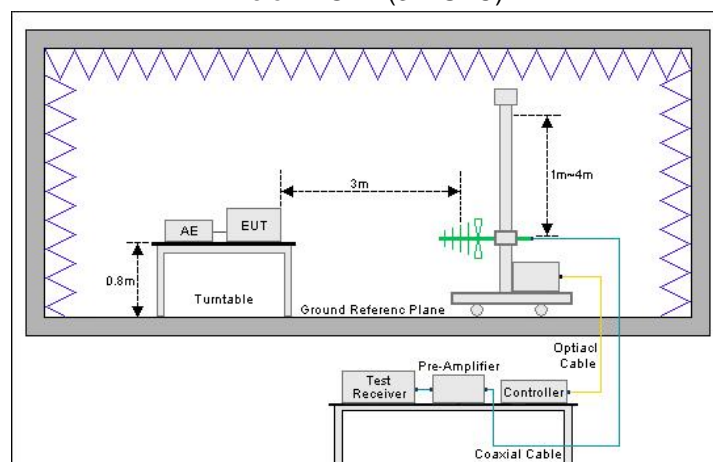 3m
1m~4m
AE
EUT
0.8m
Turntable
Ground Referenc Plane
Optiacl
Cable
Pre-Amplifier
Test
Receiver
Controller
Coaxial Cable